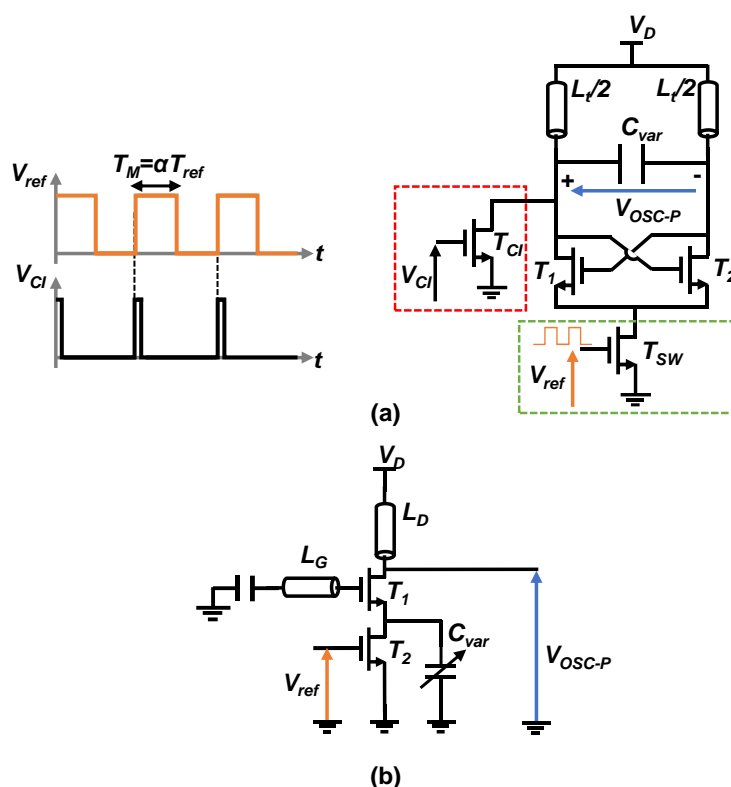 V_D
L_t/2 L_t/2
C_var
+ -
V_OSC-P
V_ref
T_M=αT_ref
t
V_CI
t
T_CI
V_CI
T_1 T_2
T_SW
V_ref
(a)
V_D
L_D
L_G
T_1
C_var
T_2
V_OSC-P
V_ref
(b)